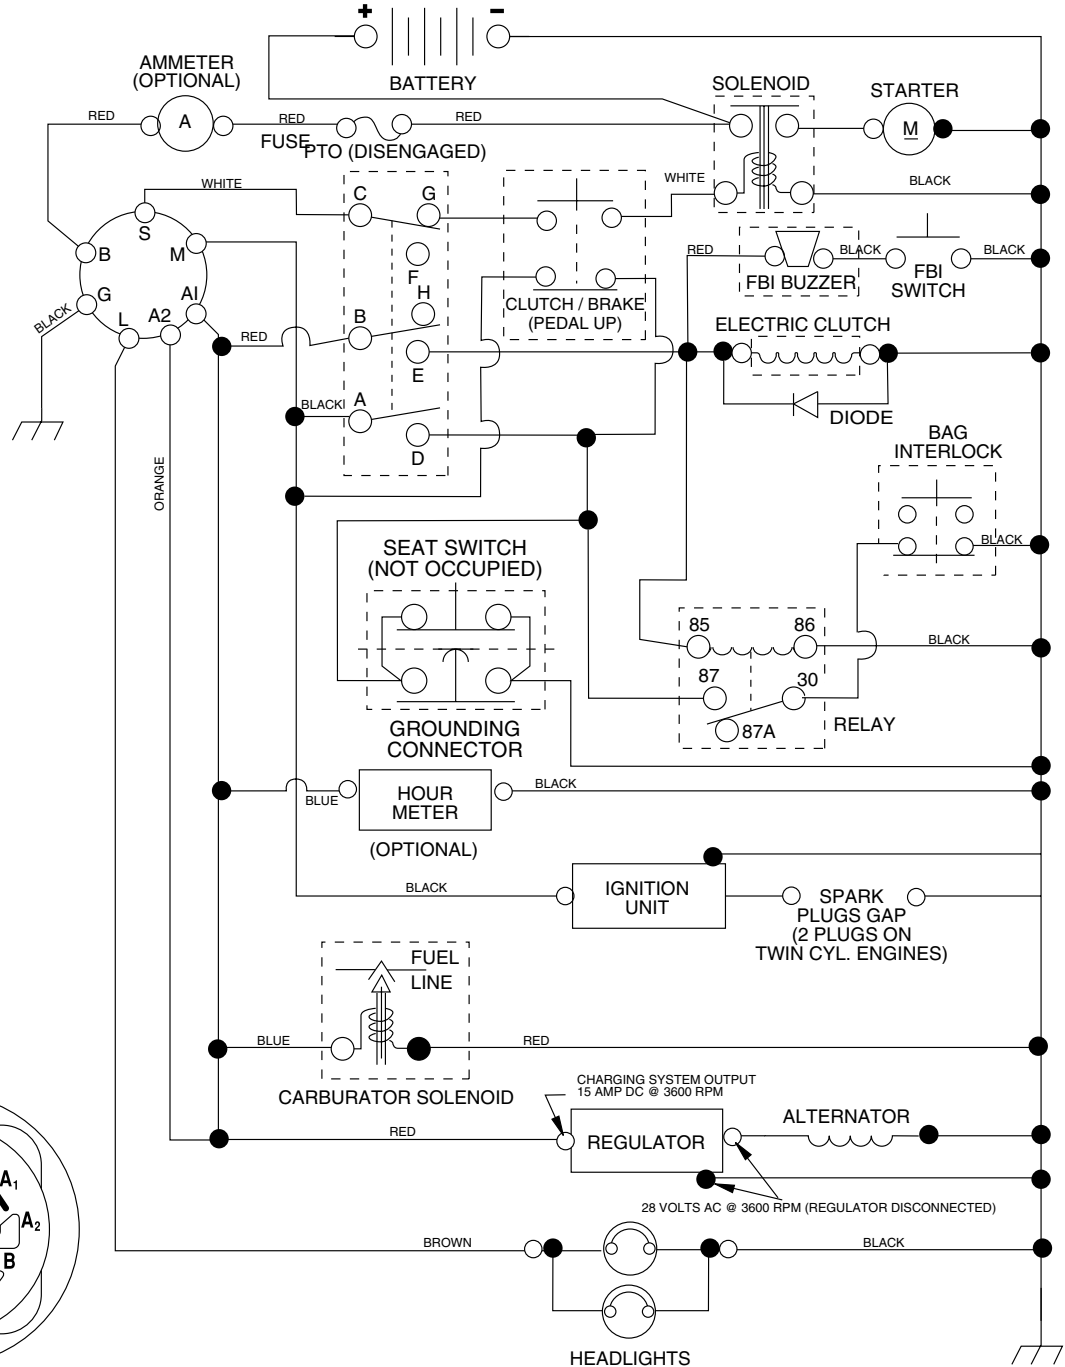 + −
BATTERY
AMMETER
(OPTIONAL)
A
RED
RED
FUSE
RED
PTO (DISENGAGED)
SOLENOID
STARTER
M
WHITE
WHITE
BLACK
S
M
B
G
A1
A2
L
BLACK
C
G
F
H
B
E
A
D
RED
BLACK
CLUTCH / BRAKE
(PEDAL UP)
RED
BLACK
BLACK
FBI BUZZER
FBI
SWITCH
ELECTRIC CLUTCH
DIODE
BAG
INTERLOCK
BLACK
ORANGE
SEAT SWITCH
(NOT OCCUPIED)
GROUNDING
CONNECTOR
85
86
BLACK
87
30
87A
RELAY
BLUE
HOUR
METER
BLACK
(OPTIONAL)
BLACK
IGNITION
UNIT
SPARK
PLUGS GAP
(2 PLUGS ON
TWIN CYL. ENGINES)
FUEL
LINE
BLUE
RED
CARBURATOR SOLENOID
CHARGING SYSTEM OUTPUT
15 AMP DC @ 3600 RPM
RED
REGULATOR
ALTERNATOR
28 VOLTS AC @ 3600 RPM (REGULATOR DISCONNECTED)
A1
A2
B
BROWN
BLACK
HEADLIGHTS